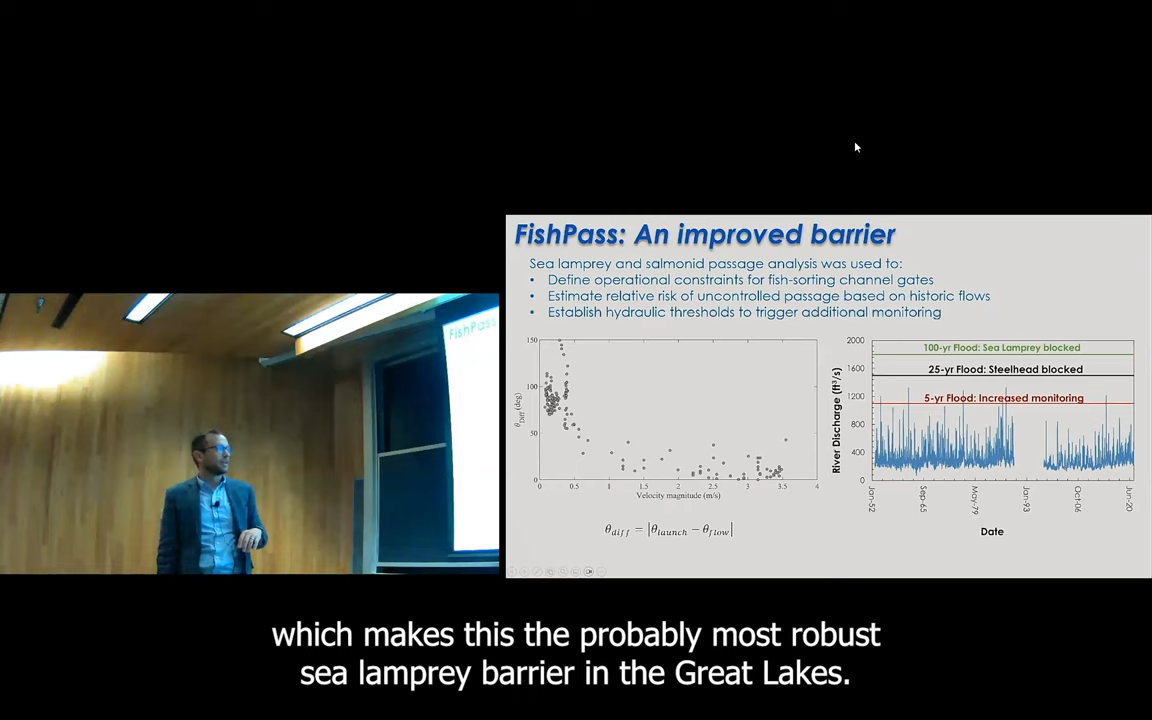 FishPass: An improved barrier
Sea lamprey and salmonid passage analysis was used to:
• Define operational constraints for fish-sorting channel gates
• Estimate relative risk of uncontrolled passage based on historic flows
• Establish hydraulic thresholds to trigger additional monitoring
150
100
50
0
θDiff (deg)
0 0.5 1 1.5 2 2.5 3 3.5 4
Velocity magnitude (m/s)
θdiff = |θlaunch − θflow|
2000
1600
1200
800
400
0
River Discharge (ft³/s)
100-yr Flood: Sea Lamprey blocked
25-yr Flood: Steelhead blocked
5-yr Flood: Increased monitoring
Jan-52 Sep-65 May-79 Jan-93 Oct-06 Jun-20
Date
FishPass
which makes this the probably most robust
sea lamprey barrier in the Great Lakes.